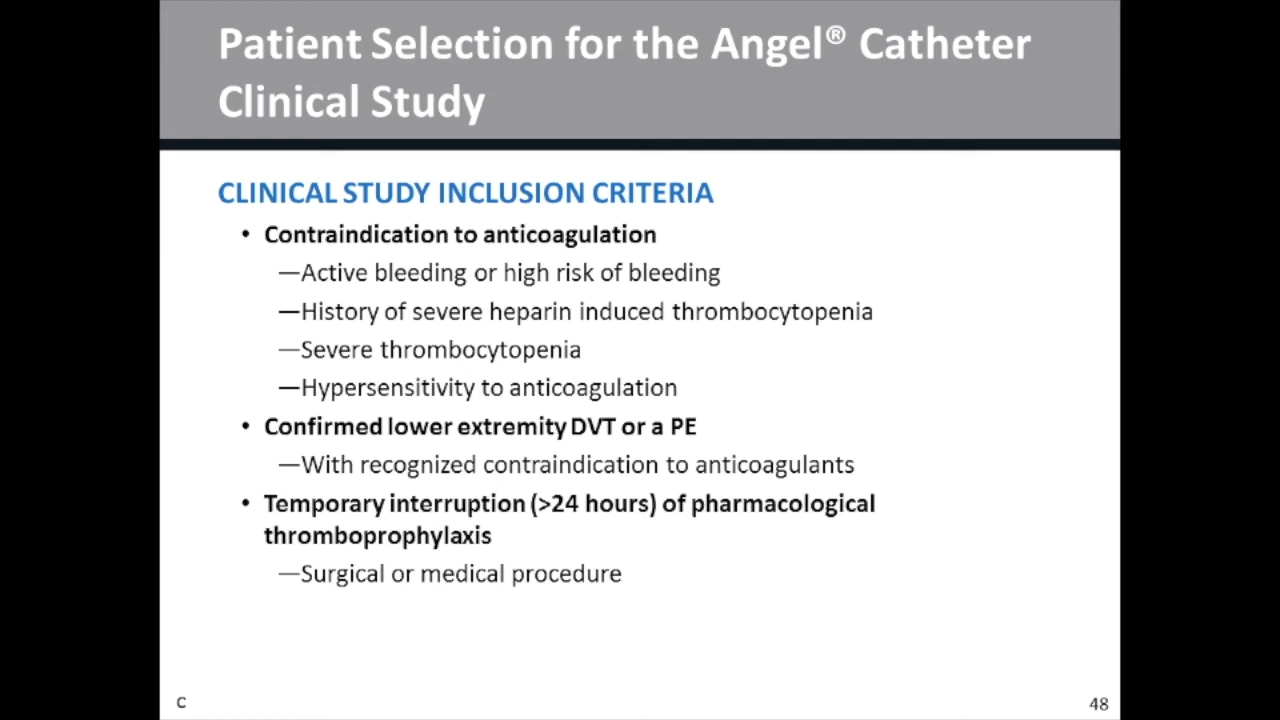 Patient Selection for the Angel® Catheter
Clinical Study
CLINICAL STUDY INCLUSION CRITERIA
• Contraindication to anticoagulation
—Active bleeding or high risk of bleeding
—History of severe heparin induced thrombocytopenia
—Severe thrombocytopenia
—Hypersensitivity to anticoagulation
• Confirmed lower extremity DVT or a PE
—With recognized contraindication to anticoagulants
• Temporary interruption (>24 hours) of pharmacological
thromboprophylaxis
—Surgical or medical procedure
C
48